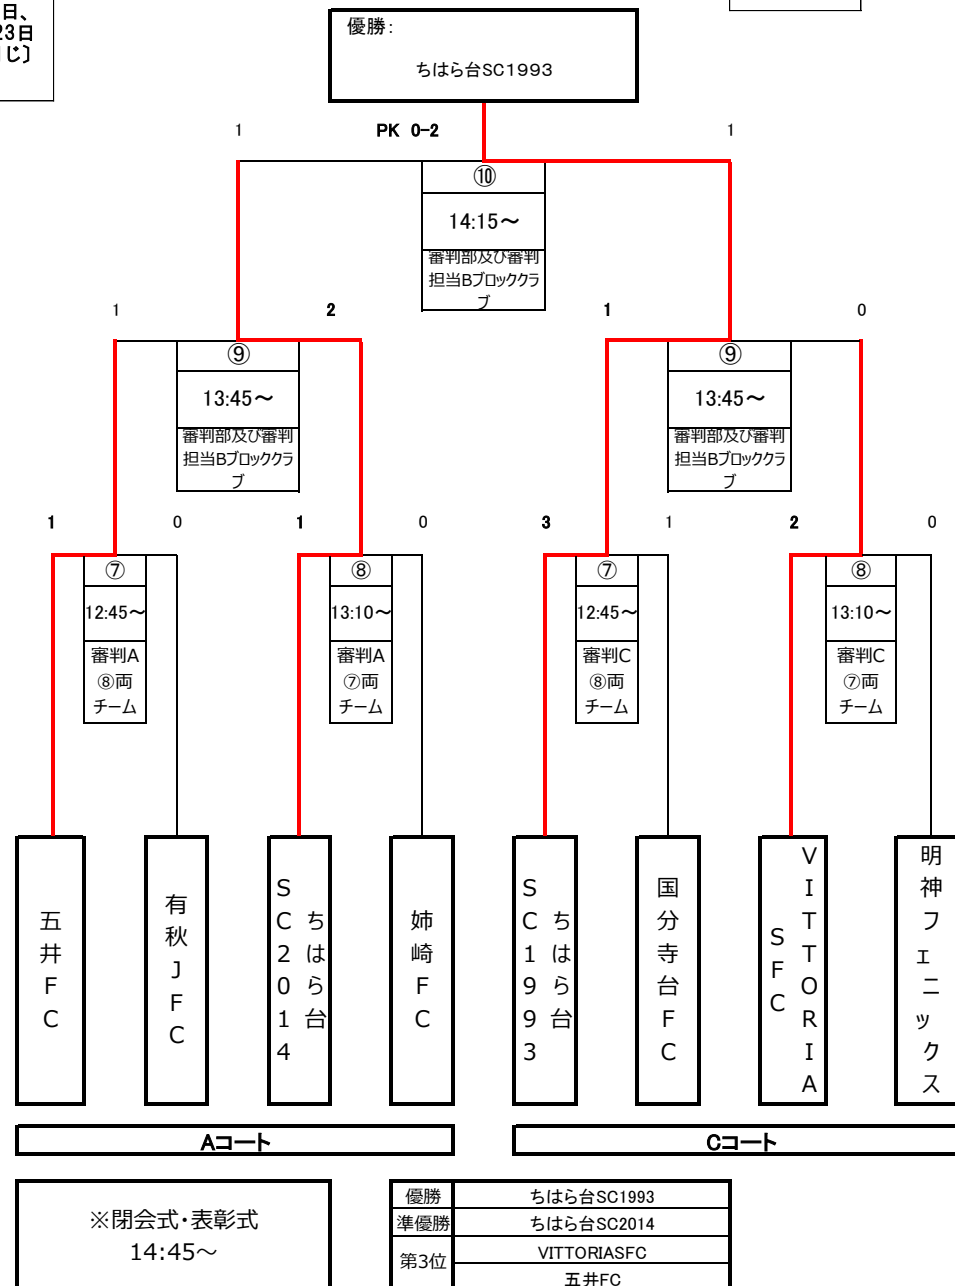 日、
23日
じ〕
優勝：
ちはら台SC1993
1
PK 0-2
1
⑩
14:15～
審判部及び審判
担当Bブロッククラ
ブ
1
2
1
0
⑨
13:45～
審判部及び審判
担当Bブロッククラ
ブ
⑨
13:45～
審判部及び審判
担当Bブロッククラ
ブ
1
0
1
0
3
1
2
0
⑦
12:45～
審判A
⑧両
チーム
⑧
13:10～
審判A
⑦両
チーム
⑦
12:45～
審判C
⑧両
チーム
⑧
13:10～
審判C
⑦両
チーム
五井FC
有秋JFC
ちはら台
SC2014
姉崎FC
ちはら台
SC1993
国分寺台FC
VITTORIA
SFC
明神フェニックス
Aコート
Cコート
※閉会式・表彰式
14:45～
優勝 ちはら台SC1993
準優勝 ちはら台SC2014
第3位 VITTORIASFC
五井FC